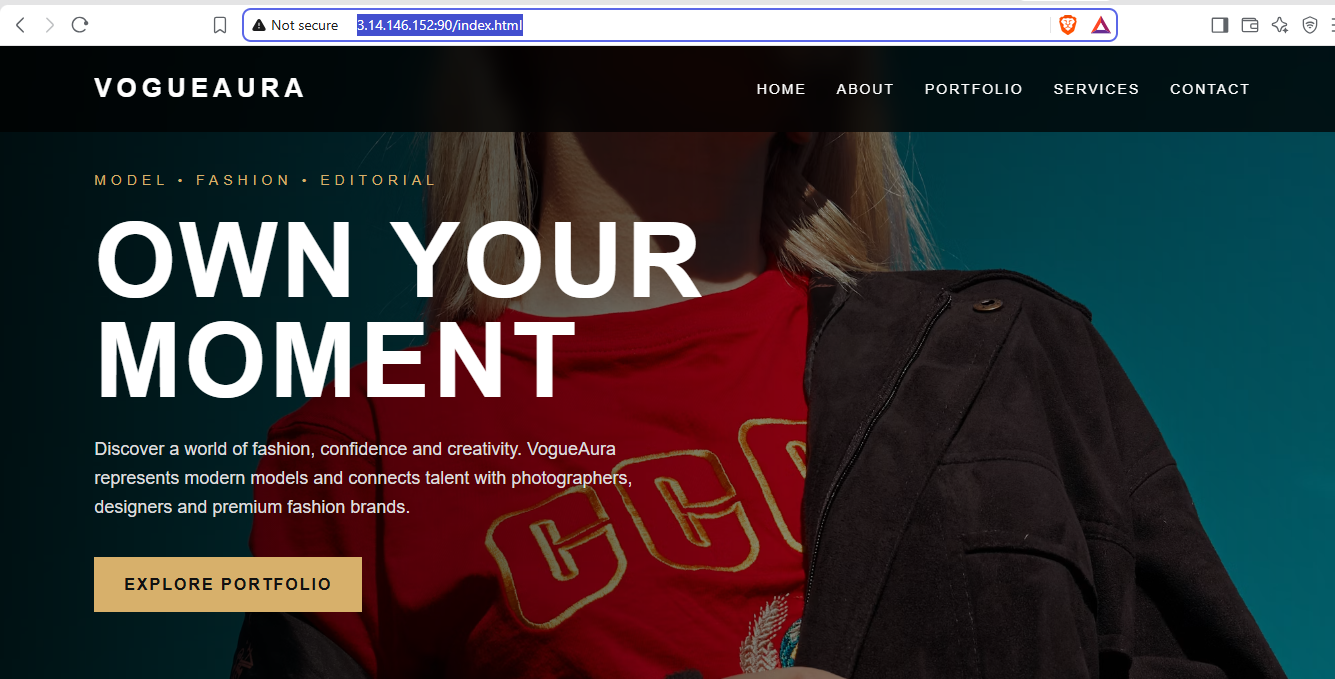 Not secure 3.14.146.152:90/index.html
VOGUEAURA
HOME ABOUT PORTFOLIO SERVICES CONTACT
MODEL • FASHION • EDITORIAL
OWN YOUR
MOMENT
Discover a world of fashion, confidence and creativity. VogueAura
represents modern models and connects talent with photographers,
designers and premium fashion brands.
EXPLORE PORTFOLIO